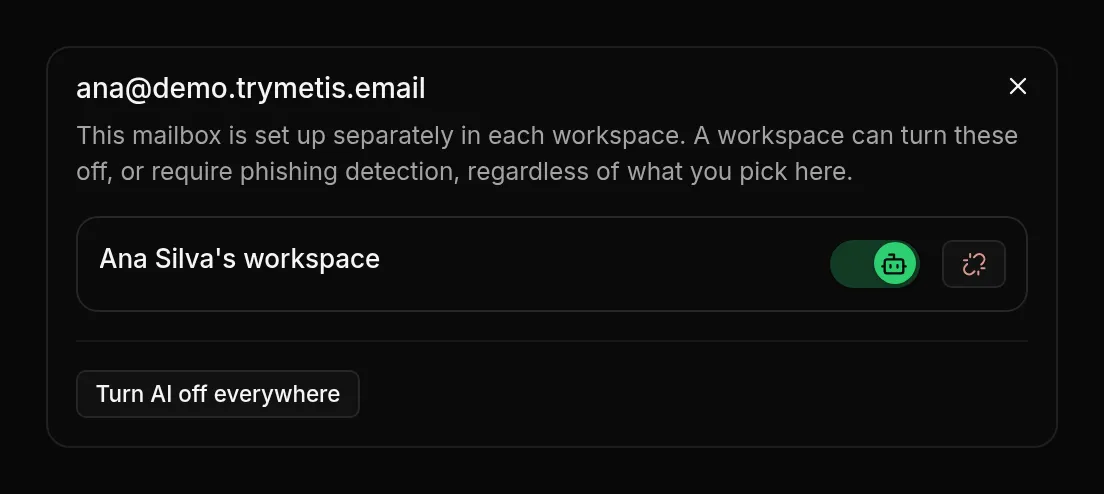 ana@demo.trymetis.email
This mailbox is set up separately in each workspace. A workspace can turn these
off, or require phishing detection, regardless of what you pick here.
Ana Silva's workspace
Turn AI off everywhere